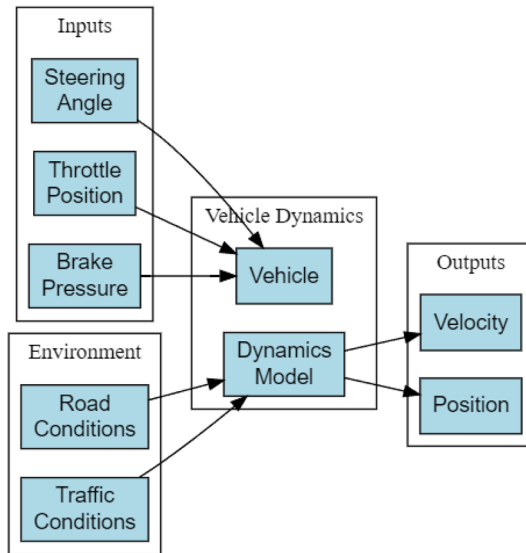 Inputs
Steering
Angle
Throttle
Position
Brake
Pressure
Environment
Road
Conditions
Traffic
Conditions
Vehicle Dynamics
Vehicle
Dynamics
Model
Outputs
Velocity
Position